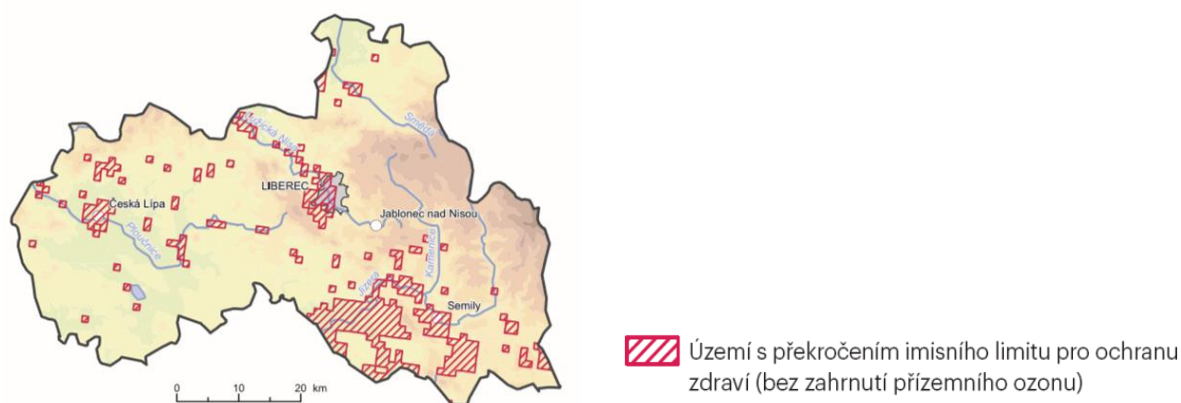 Smědá
Lužická Nisa
LIBEREC
Česká Lípa
Jablonec nad Nisou
Ploučnice
Kamenice
Jizera
Semily
0 10 20 km
Území s překročením imisního limitu pro ochranu
zdraví (bez zahrnutí přízemního ozonu)